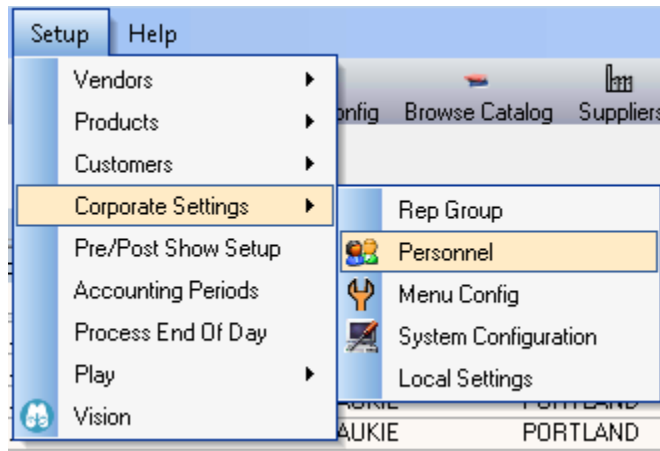 Setup Help
Vendors
onfig Browse Catalog Suppliers
Products
Customers
Corporate Settings
Rep Group
Pre/Post Show Setup
Personnel
Accounting Periods
Menu Config
Process End Of Day
System Configuration
Play
Local Settings
Vision
AUKIE PORTLAND